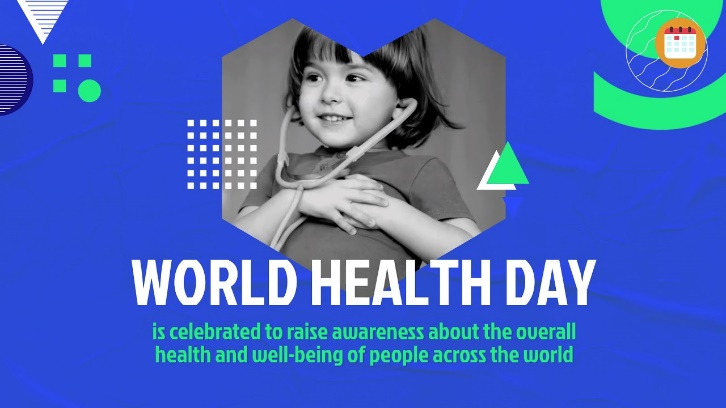 WORLD HEALTH DAY
is celebrated to raise awareness about the overall
health and well-being of people across the world